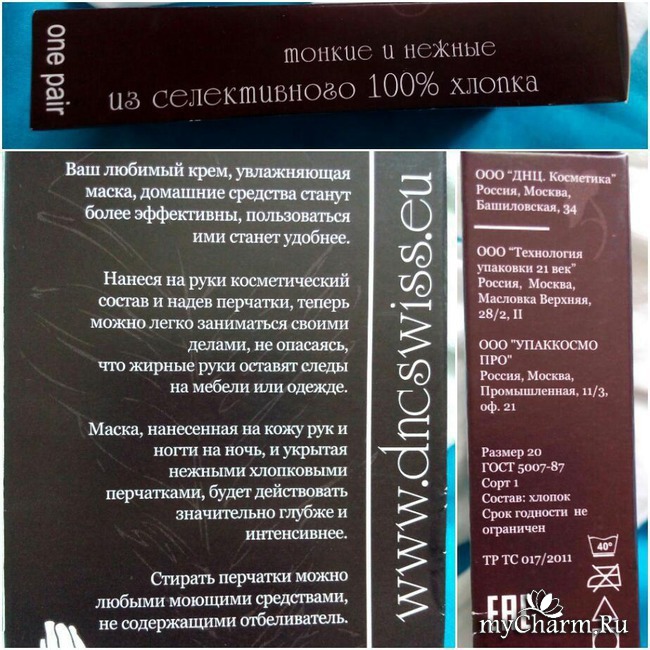 one pair
тонкие и нежные
из селективного 100% хлопка
Ваш любимый крем, увлажняющая
маска, домашние средства станут
более эффективны, пользоваться
ими станет удобнее.
Нанеся на руки косметический
состав и надев перчатки, теперь
можно легко заниматься своими
делами, не опасаясь,
что жирные руки оставят следы
на мебели или одежде.
Маска, нанесенная на кожу рук и
ногти на ночь, и укрытая
нежными хлопковыми
перчатками, будет действовать
значительно глубже и
интенсивнее.
Стирать перчатки можно
любыми моющими средствами,
не содержащими отбеливатель.
www.dncswiss.eu
ООО "ДНЦ. Косметика"
Россия, Москва,
Башиловская, 34
ООО "Технология
упаковки 21 век"
Россия, Москва,
Масловка Верхняя,
28/2, II
ООО "УПАККОСМО
ПРО"
Россия, Москва,
Промышленная, 11/3,
оф. 21
Размер 20
ГОСТ 5007-87
Сорт 1
Состав: хлопок
Срок годности не
ограничен
ТР ТС 017/2011
40°
EAC
myCharm.Ru